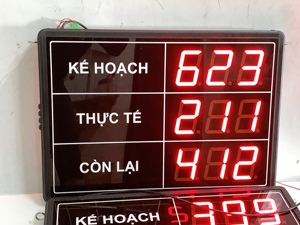 KẾ HOẠCH 623
THỰC TẾ 211
CÒN LẠI 412
KẾ HOẠCH